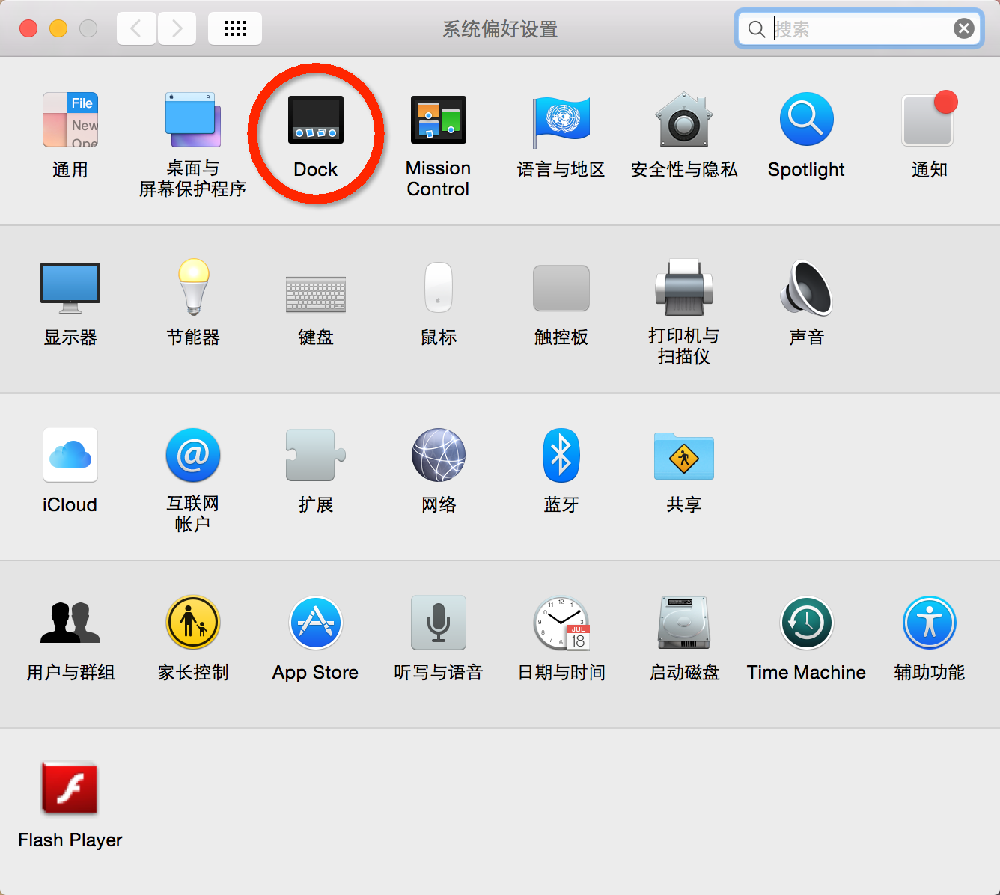 系统偏好设置
搜索
File
New
Ope
通用
桌面与
屏幕保护程序
Dock
Mission
Control
语言与地区
安全性与隐私
Spotlight
通知
显示器
节能器
键盘
鼠标
触控板
打印机与
扫描仪
声音
iCloud
互联网
帐户
扩展
网络
蓝牙
共享
JUL
18
用户与群组
家长控制
App Store
听写与语音
日期与时间
启动磁盘
Time Machine
辅助功能
Flash Player